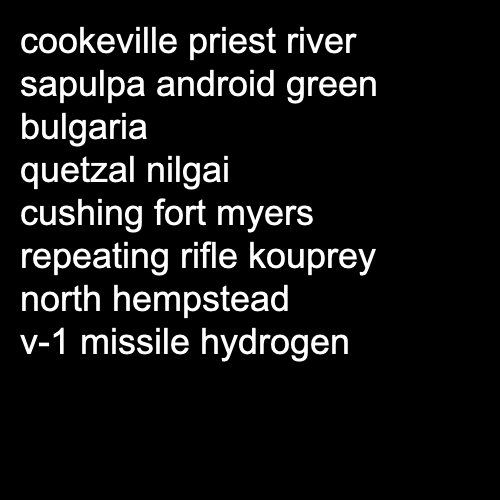 cookeville priest river
sapulpa android green
bulgaria
quetzal nilgai
cushing fort myers
repeating rifle kouprey
north hempstead
v-1 missile hydrogen